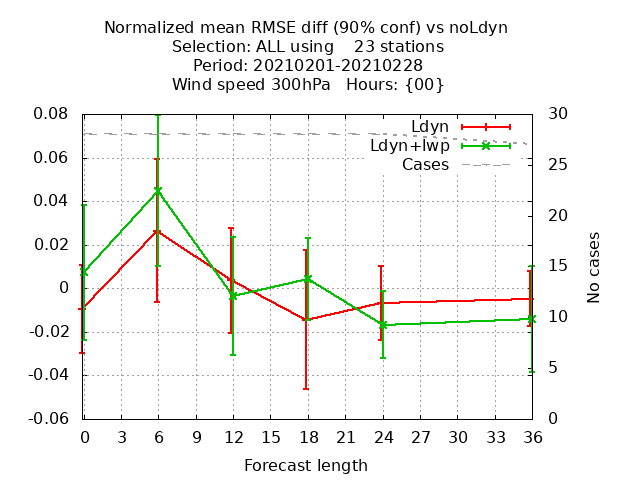 Normalized mean RMSE diff (90% conf) vs noLdyn
Selection: ALL using    23 stations
Period: 20210201-20210228
Wind speed 300hPa   Hours: {00}
Ldyn
Ldyn+lwp
Cases
0.08
0.06
0.04
0.02
0
-0.02
-0.04
-0.06
30
25
20
15
10
5
0
No cases
0 3 6 9 12 15 18 21 24 27 30 33 36
Forecast length